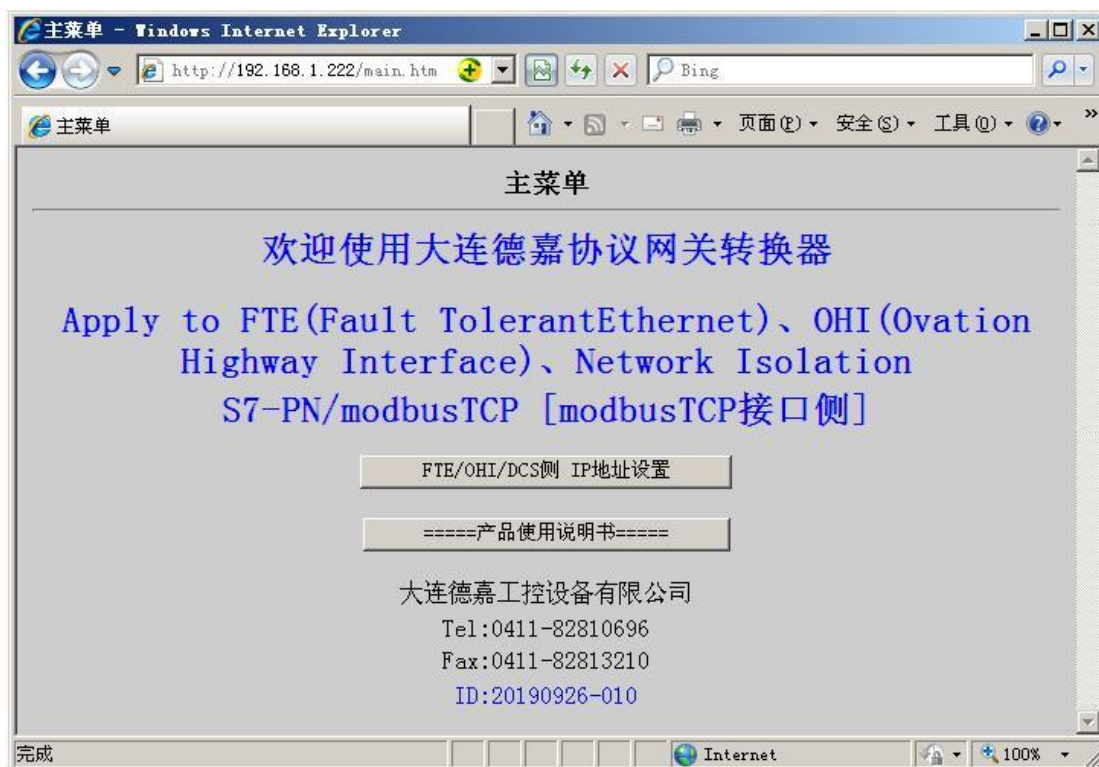 主菜单 - Windows Internet Explorer
http://192.168.1.222/main.htm
Bing
主菜单
页面(P) 安全(S) 工具(O) »
主菜单
欢迎使用大连德嘉协议网关转换器
Apply to FTE(Fault TolerantEthernet)、OHI(Ovation
Highway Interface)、Network Isolation
S7-PN/modbusTCP [modbusTCP接口侧]
FTE/OHI/DCS侧 IP地址设置
=====产品使用说明书=====
大连德嘉工控设备有限公司
Tel:0411-82810696
Fax:0411-82813210
ID:20190926-010
完成
Internet
100%